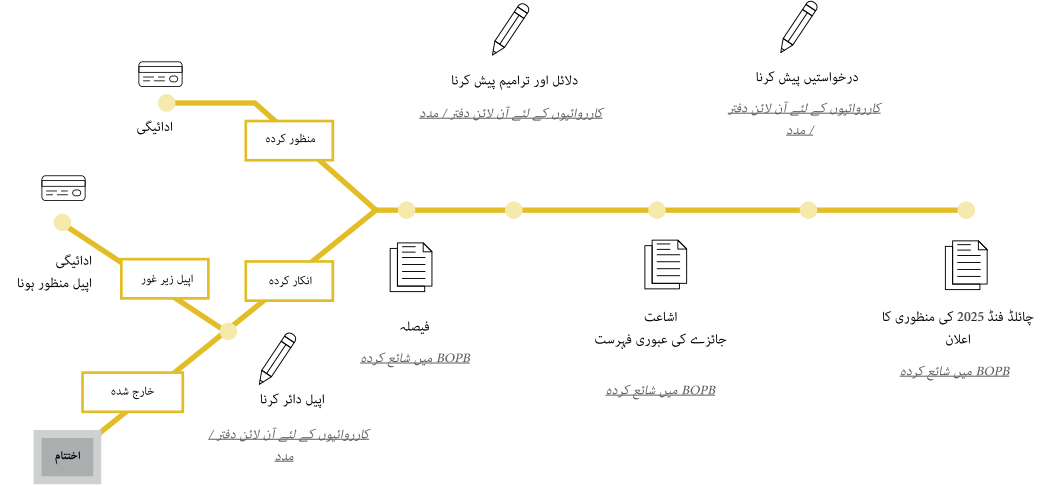 چائلڈ فنڈ 2025 کی منظوری کا
اعلان
BOPB میں شائع کردہ
درخواستیں پیش کرنا
کارروائیوں کے لئے آن لائن دفتر
/ مدد
اشاعت
جائزے کی عبوری فہرست
BOPB میں شائع کردہ
دلائل اور ترامیم پیش کرنا
کارروائیوں کے لئے آن لائن دفتر / مدد
فیصلہ
BOPB میں شائع کردہ
منظور کردہ
ادائیگی
انکار کردہ
اپیل دائر کرنا
کارروائیوں کے لئے آن لائن دفتر /
مدد
اپیل زیر غور
ادائیگی
اپیل منظور ہونا
خارج شدہ
اختتام